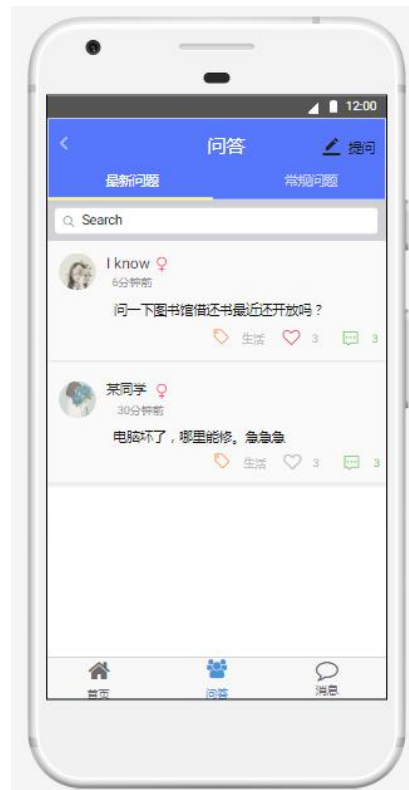 12:00
问答 提问
最新问题 常规问题
Search
I know
6分钟前
问一下图书馆借还书最近还开放吗？
生活 3 3
某同学
30分钟前
电脑坏了，哪里能修。急急急
生活 3 3
首页 问答 消息